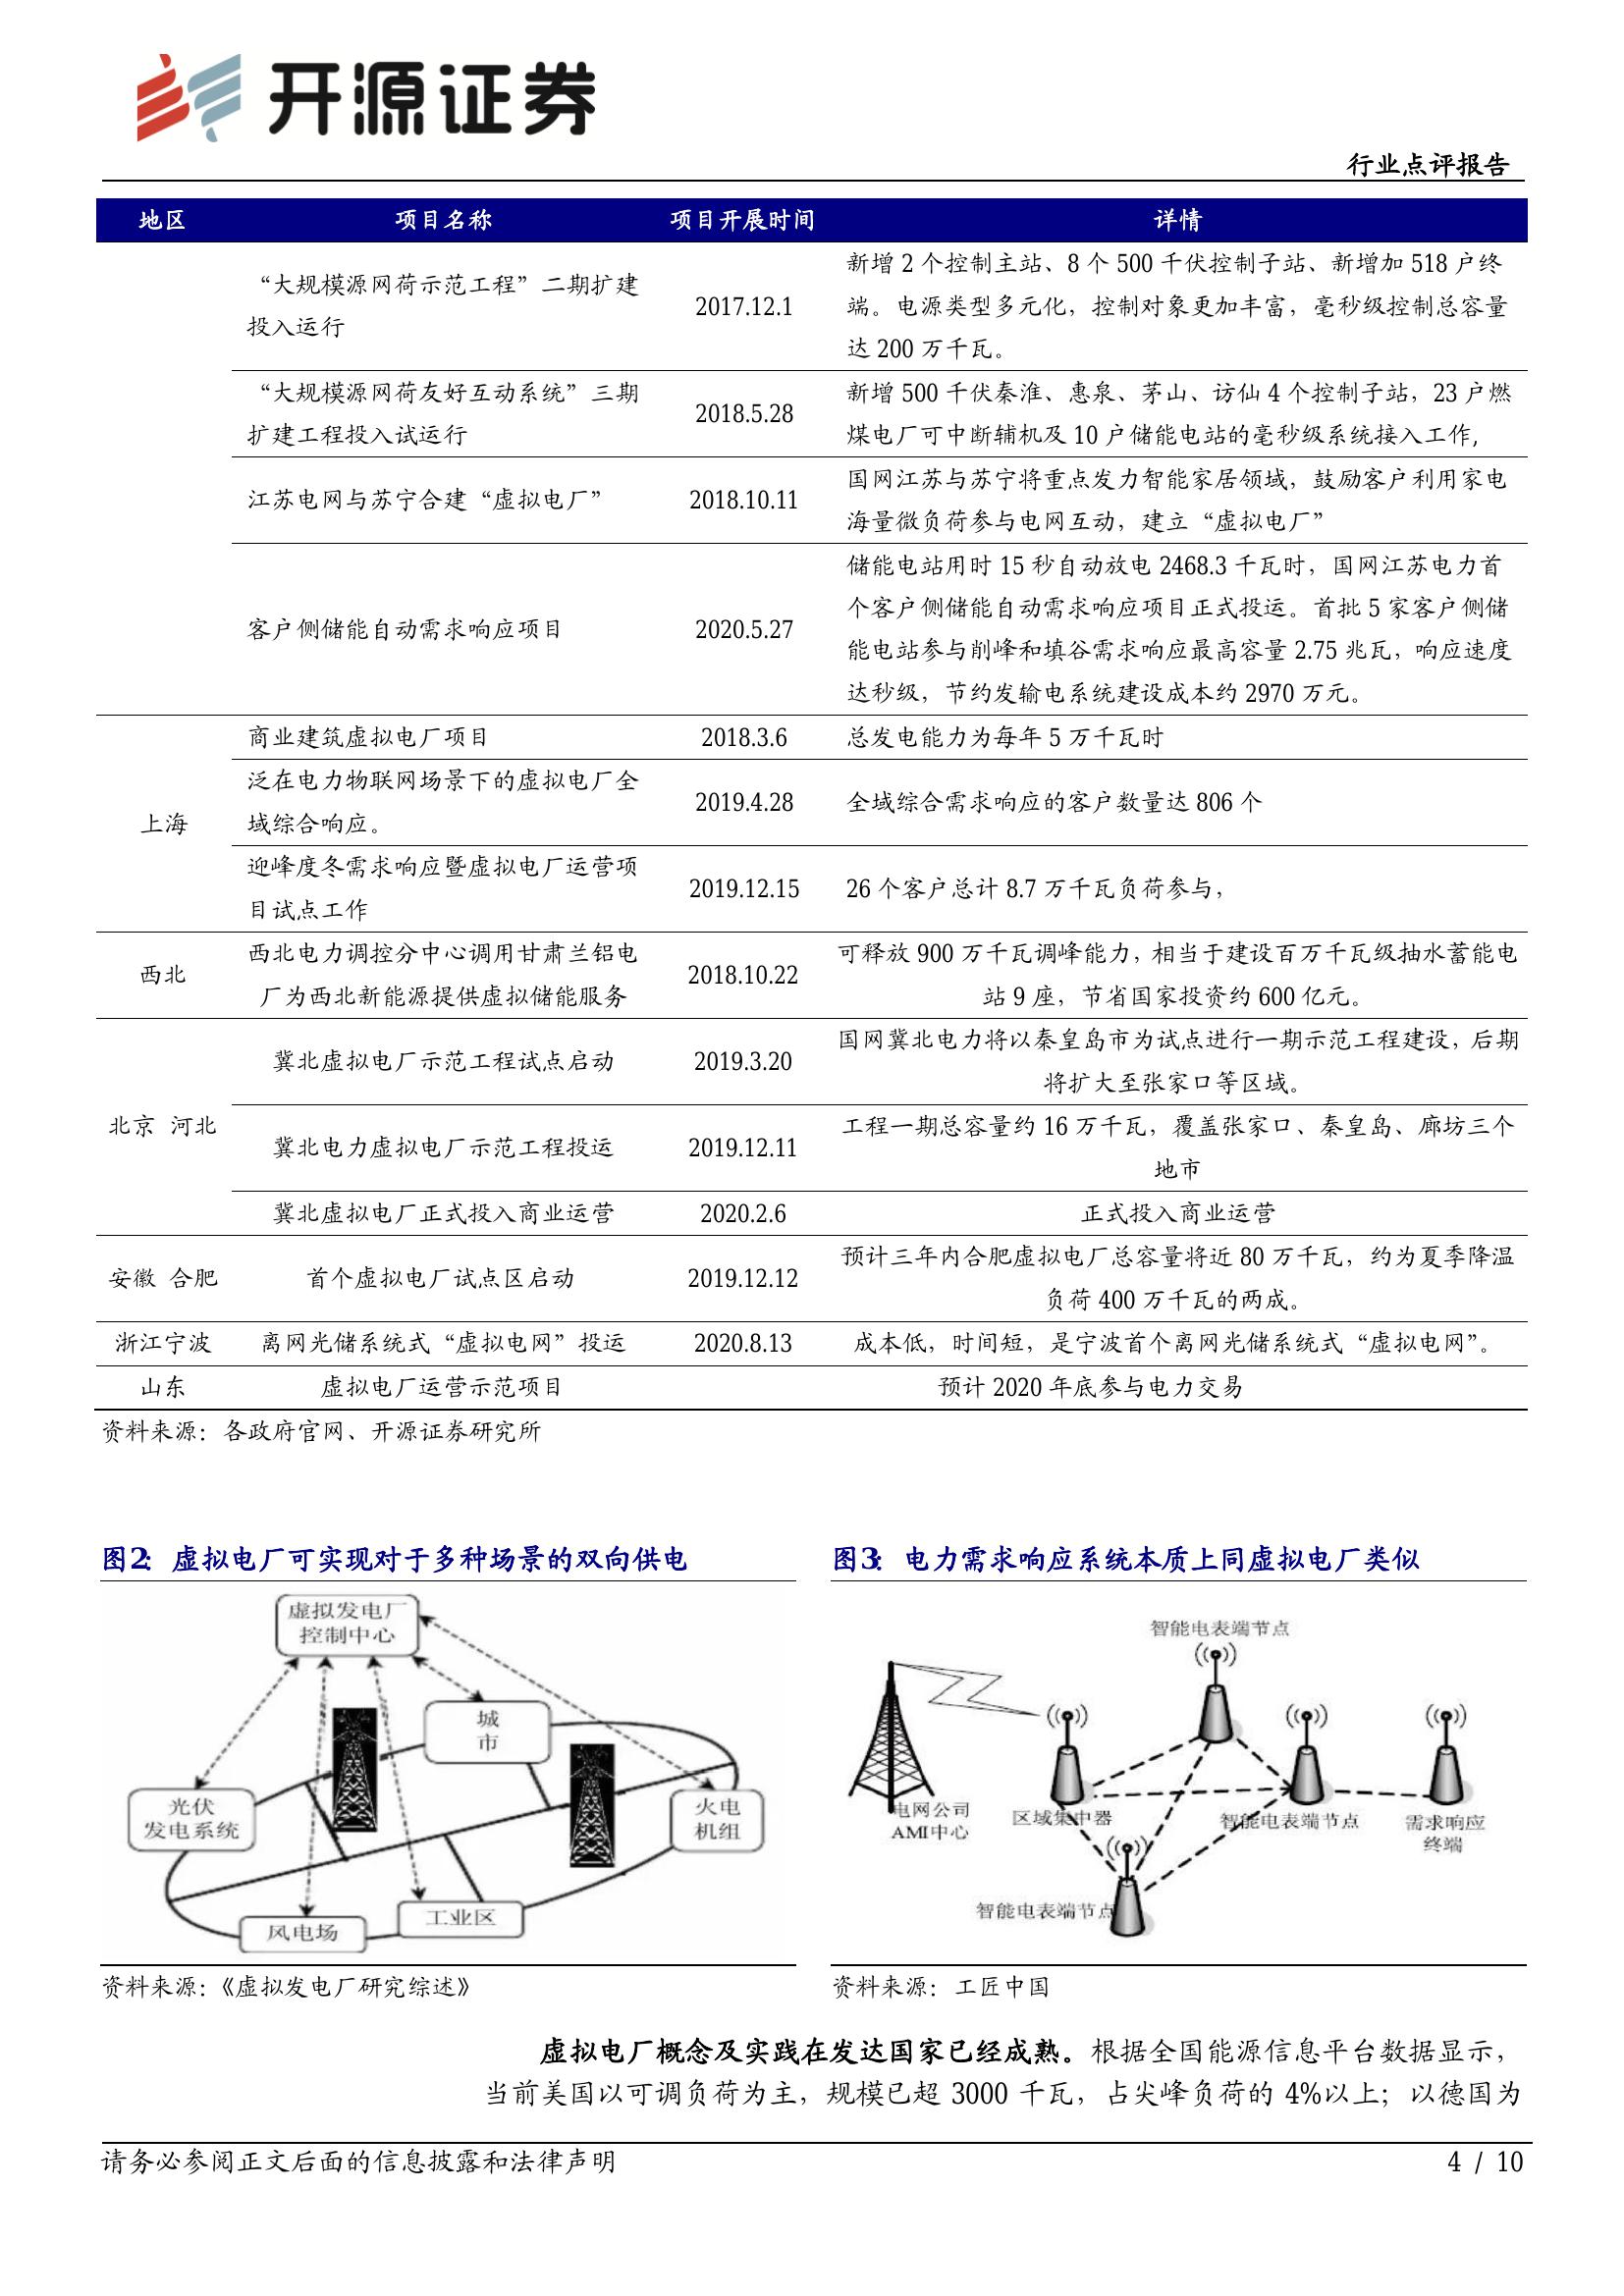 开源证券
行业点评报告
地区 项目名称 项目开展时间 详情
“大规模源网荷示范工程”二期扩建
投入运行
2017.12.1
新增 2 个控制主站、8 个 500 千伏控制子站、新增加 518 户终
端。电源类型多元化，控制对象更加丰富，毫秒级控制总容量
达 200 万千瓦。
“大规模源网荷友好互动系统”三期
扩建工程投入试运行
2018.5.28
新增 500 千伏秦淮、惠泉、茅山、访仙 4 个控制子站，23 户燃
煤电厂可中断辅机及 10 户储能电站的毫秒级系统接入工作,
江苏电网与苏宁合建“虚拟电厂”
2018.10.11
国网江苏与苏宁将重点发力智能家居领域，鼓励客户利用家电
海量微负荷参与电网互动，建立“虚拟电厂”
客户侧储能自动需求响应项目
2020.5.27
储能电站用时 15 秒自动放电 2468.3 千瓦时，国网江苏电力首
个客户侧储能自动需求响应项目正式投运。首批 5 家客户侧储
能电站参与削峰和填谷需求响应最高容量 2.75 兆瓦，响应速度
达秒级，节约发输电系统建设成本约 2970 万元。
上海
商业建筑虚拟电厂项目
2018.3.6
总发电能力为每年 5 万千瓦时
泛在电力物联网场景下的虚拟电厂全
域综合响应。
2019.4.28
全域综合需求响应的客户数量达 806 个
迎峰度冬需求响应暨虚拟电厂运营项
目试点工作
2019.12.15
26 个客户总计 8.7 万千瓦负荷参与，
西北
西北电力调控分中心调用甘肃兰铝电
厂为西北新能源提供虚拟储能服务
2018.10.22
可释放 900 万千瓦调峰能力，相当于建设百万千瓦级抽水蓄能电
站 9 座，节省国家投资约 600 亿元。
北京 河北
冀北虚拟电厂示范工程试点启动
2019.3.20
国网冀北电力将以秦皇岛市为试点进行一期示范工程建设，后期
将扩大至张家口等区域。
冀北电力虚拟电厂示范工程投运
2019.12.11
工程一期总容量约 16 万千瓦，覆盖张家口、秦皇岛、廊坊三个
地市
冀北虚拟电厂正式投入商业运营
2020.2.6
正式投入商业运营
安徽 合肥
首个虚拟电厂试点区启动
2019.12.12
预计三年内合肥虚拟电厂总容量将近 80 万千瓦，约为夏季降温
负荷 400 万千瓦的两成。
浙江宁波
离网光储系统式“虚拟电网”投运
2020.8.13
成本低，时间短，是宁波首个离网光储系统式“虚拟电网”。
山东
虚拟电厂运营示范项目
预计 2020 年底参与电力交易
资料来源：各政府官网、开源证券研究所
图2：虚拟电厂可实现对于多种场景的双向供电
虚拟发电厂
控制中心
城
市
光伏
发电系统
火电
机组
工业区
风电场
资料来源：《虚拟发电厂研究综述》
图3：电力需求响应系统本质上同虚拟电厂类似
智能电表端节点
电网公司
AMI中心
区域集中器
智能电表端节点
需求响应
终端
智能电表端节点
资料来源：工匠中国
虚拟电厂概念及实践在发达国家已经成熟。根据全国能源信息平台数据显示，
当前美国以可调负荷为主，规模已超 3000 千瓦，占尖峰负荷的 4%以上；以德国为
请务必参阅正文后面的信息披露和法律声明
4 / 10